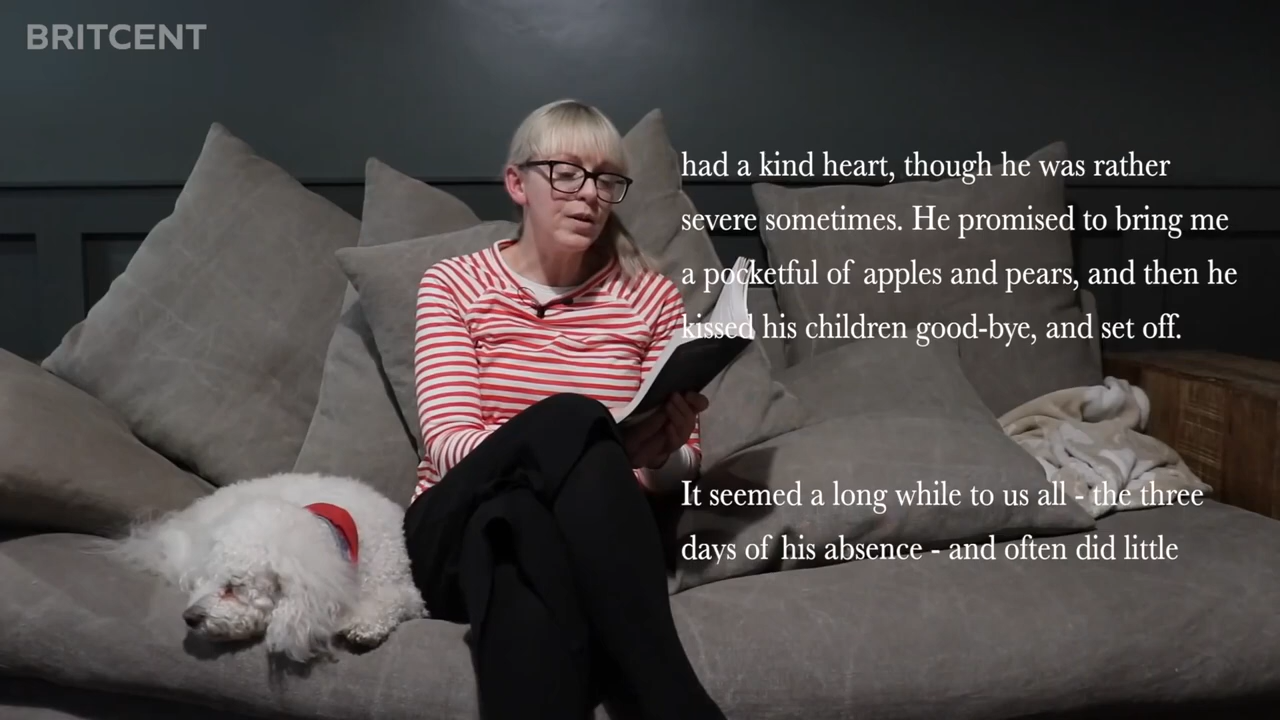 BRITCENT
had a kind heart, though he was rather
severe sometimes. He promised to bring me
a pocketful of apples and pears, and then he
kissed his children good-bye, and set off.
It seemed a long while to us all - the three
days of his absence - and often did little